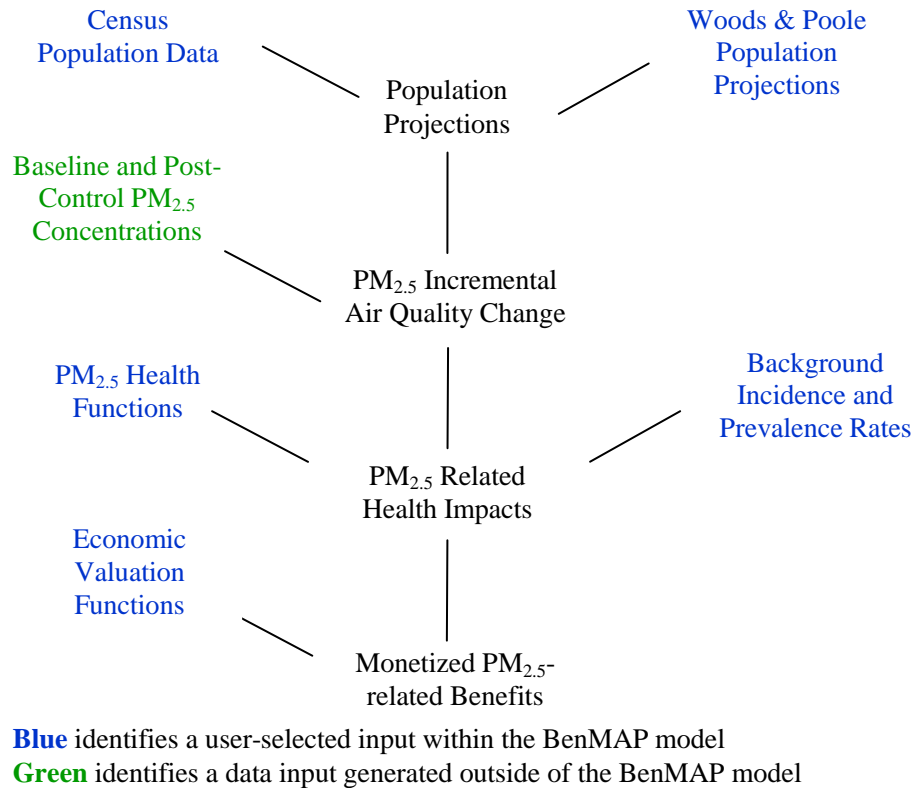 Census
Population Data
Woods & Poole
Population
Projections
Population
Projections
Baseline and Post-
Control PM2.5
Concentrations
PM2.5 Incremental
Air Quality Change
PM2.5 Health
Functions
Background
Incidence and
Prevalence Rates
PM2.5 Related
Health Impacts
Economic
Valuation
Functions
Monetized PM2.5-
related Benefits
Blue identifies a user-selected input within the BenMAP model
Green identifies a data input generated outside of the BenMAP model